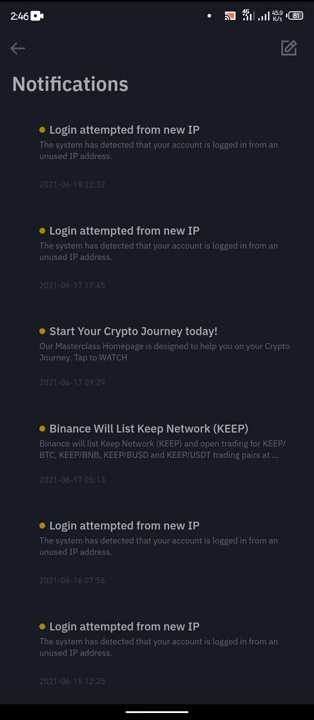 2:46
4G
45.0
K/s
81
Notifications
Login attempted from new IP
The system has detected that your account is logged in from an
unused IP address.
2021-06-18 22:32
Login attempted from new IP
The system has detected that your account is logged in from an
unused IP address.
2021-06-17 17:45
Start Your Crypto Journey today!
Our Masterclass Homepage is designed to help you on your Crypto
Journey. Tap to WATCH
2021-06-17 09:29
Binance Will List Keep Network (KEEP)
Binance will list Keep Network (KEEP) and open trading for KEEP/
BTC, KEEP/BNB, KEEP/BUSD and KEEP/USDT trading pairs at ...
2021-06-17 05:13
Login attempted from new IP
The system has detected that your account is logged in from an
unused IP address.
2021-06-16 07:56
Login attempted from new IP
The system has detected that your account is logged in from an
unused IP address.
2021-06-15 12:25